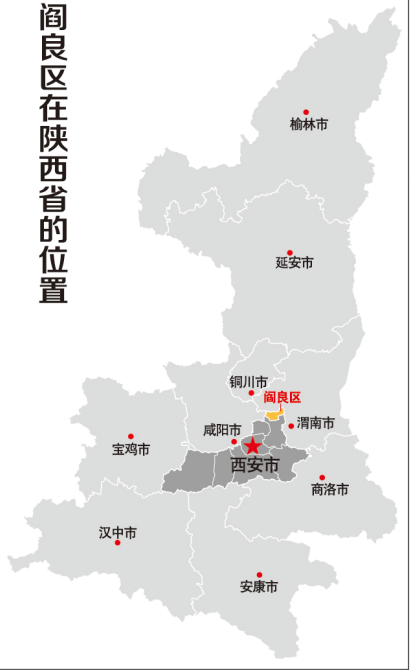 阎良区在陕西省的位置
榆林市
延安市
铜川市
阎良区
渭南市
咸阳市
宝鸡市
西安市
商洛市
汉中市
安康市